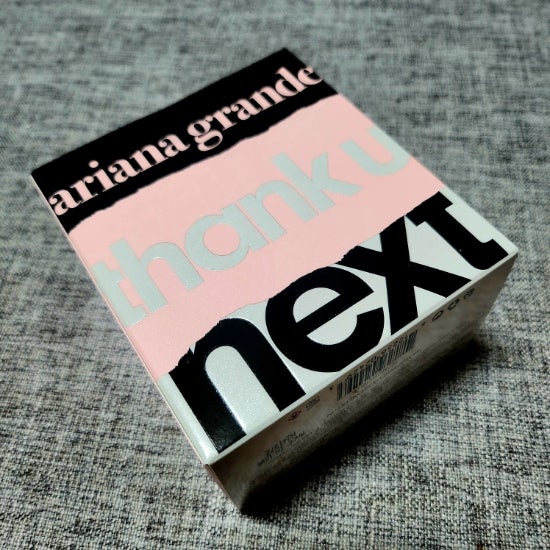 ariana grande
thank u
next